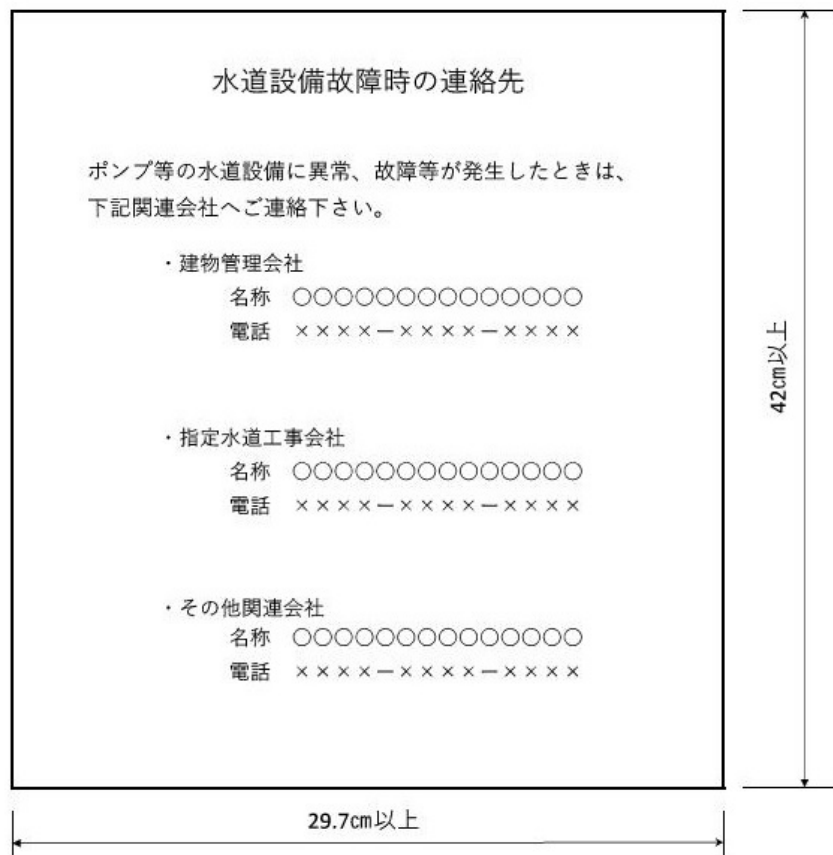 水道設備故障時の連絡先
ポンプ等の水道設備に異常、故障等が発生したときは、
下記関連会社へご連絡下さい。
・建物管理会社
名称 ○○○○○○○○○○○○○○
電話 ××××－××××－××××
・指定水道工事会社
名称 ○○○○○○○○○○○○○○
電話 ××××－××××－××××
・その他関連会社
名称 ○○○○○○○○○○○○○○
電話 ××××－××××－××××
42㎝以上
29.7㎝以上